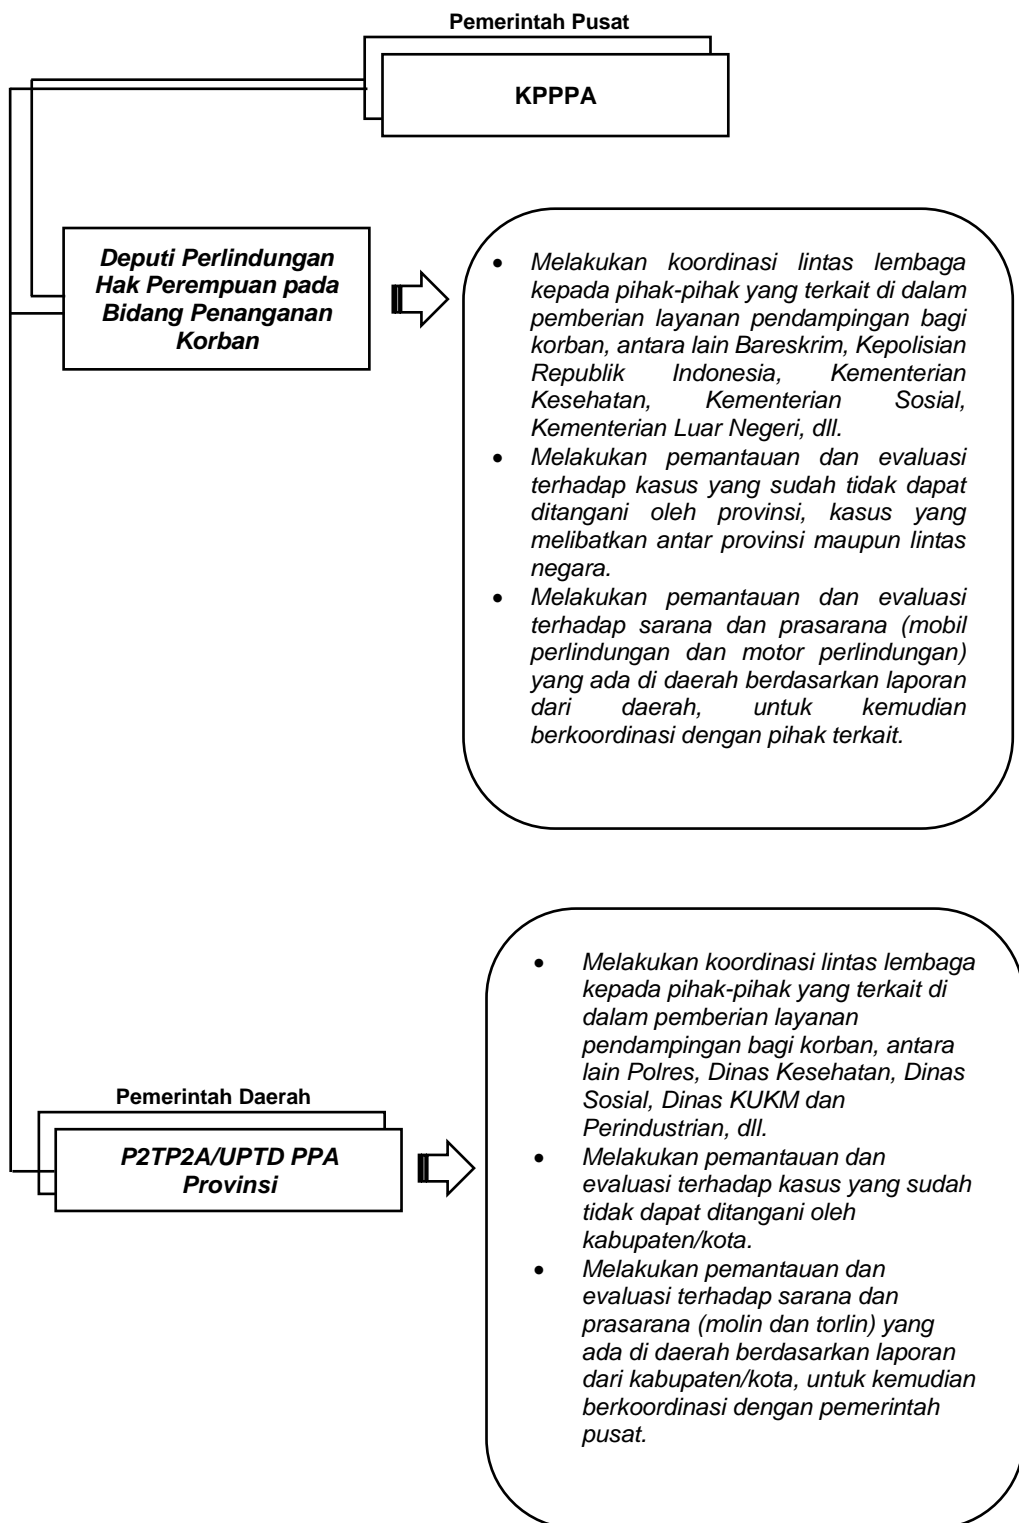 Pemerintah Pusat
KPPPA
Deputi Perlindungan
Hak Perempuan pada
Bidang Penanganan
Korban
• Melakukan koordinasi lintas lembaga
kepada pihak-pihak yang terkait di dalam
pemberian layanan pendampingan bagi
korban, antara lain Bareskrim, Kepolisian
Republik Indonesia, Kementerian
Kesehatan, Kementerian Sosial,
Kementerian Luar Negeri, dll.
• Melakukan pemantauan dan evaluasi
terhadap kasus yang sudah tidak dapat
ditangani oleh provinsi, kasus yang
melibatkan antar provinsi maupun lintas
negara.
• Melakukan pemantauan dan evaluasi
terhadap sarana dan prasarana (mobil
perlindungan dan motor perlindungan)
yang ada di daerah berdasarkan laporan
dari daerah, untuk kemudian
berkoordinasi dengan pihak terkait.
Pemerintah Daerah
P2TP2A/UPTD PPA
Provinsi
• Melakukan koordinasi lintas lembaga
kepada pihak-pihak yang terkait di
dalam pemberian layanan
pendampingan bagi korban, antara
lain Polres, Dinas Kesehatan, Dinas
Sosial, Dinas KUKM dan
Perindustrian, dll.
• Melakukan pemantauan dan
evaluasi terhadap kasus yang sudah
tidak dapat ditangani oleh
kabupaten/kota.
• Melakukan pemantauan dan
evaluasi terhadap sarana dan
prasarana (molin dan torlin) yang
ada di daerah berdasarkan laporan
dari kabupaten/kota, untuk kemudian
berkoordinasi dengan pemerintah
pusat.